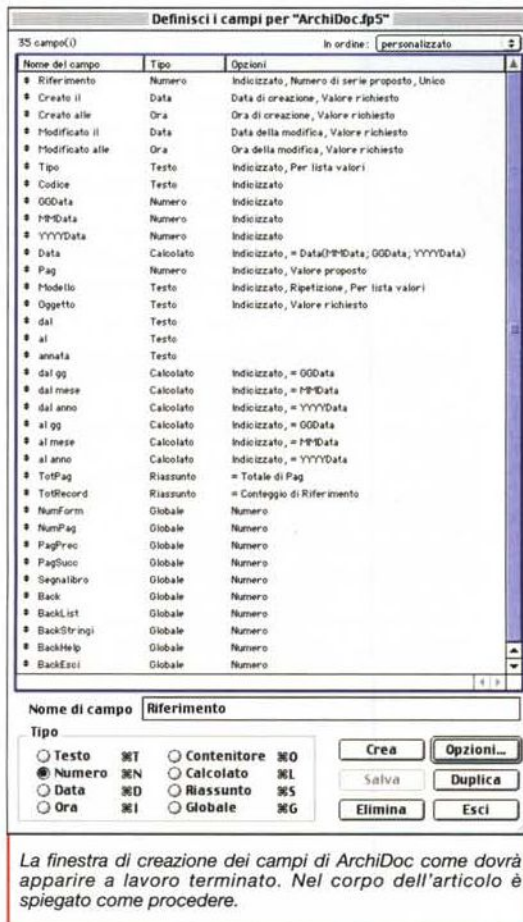 Definisci i campi per "ArchiDoc.fp5"
35 campo(i) In ordine: personalizzato
Nome del campo Tipo Opzioni
Riferimento Numero Indicizzato, Numero di serie proposto, Unico
Creato il Data Data di creazione, Valore richiesto
Creato alle Ora Ora di creazione, Valore richiesto
Modificato il Data Data della modifica, Valore richiesto
Modificato alle Ora Ora della modifica, Valore richiesto
Tipo Testo Indicizzato, Per lista valori
Codice Testo Indicizzato
GGData Numero Indicizzato
MMData Numero Indicizzato
YYYYData Numero Indicizzato
Data Calcolato Indicizzato, = Data(MMData; GGData; YYYYData)
Pag Numero Indicizzato, Valore proposto
Modello Testo Indicizzato, Ripetizione, Per lista valori
Oggetto Testo Indicizzato, Valore richiesto
dal Testo
al Testo
annata Testo
dal gg Calcolato Indicizzato, = GGData
dal mese Calcolato Indicizzato, = MMData
dal anno Calcolato Indicizzato, = YYYYData
al gg Calcolato Indicizzato, = GGData
al mese Calcolato Indicizzato, = MMData
al anno Calcolato Indicizzato, = YYYYData
TotPag Riassunto = Totale di Pag
TotRecord Riassunto = Conteggio di Riferimento
NumForm Globale Numero
NumPag Globale Numero
PagPrec Globale Numero
PagSucc Globale Numero
Segnalibro Globale Numero
Back Globale Numero
BackList Globale Numero
BackStringi Globale Numero
BackHelp Globale Numero
BackEsci Globale Numero
Nome di campo Riferimento
Tipo
Testo ⌘T Contenitore ⌘O Crea Opzioni...
Numero ⌘N Calcolato ⌘L
Data ⌘D Riassunto ⌘S Salva Duplica
Ora ⌘I Globale ⌘G Elimina Esci
La finestra di creazione dei campi di ArchiDoc come dovrà
apparire a lavoro terminato. Nel corpo dell'articolo è
spiegato come procedere.